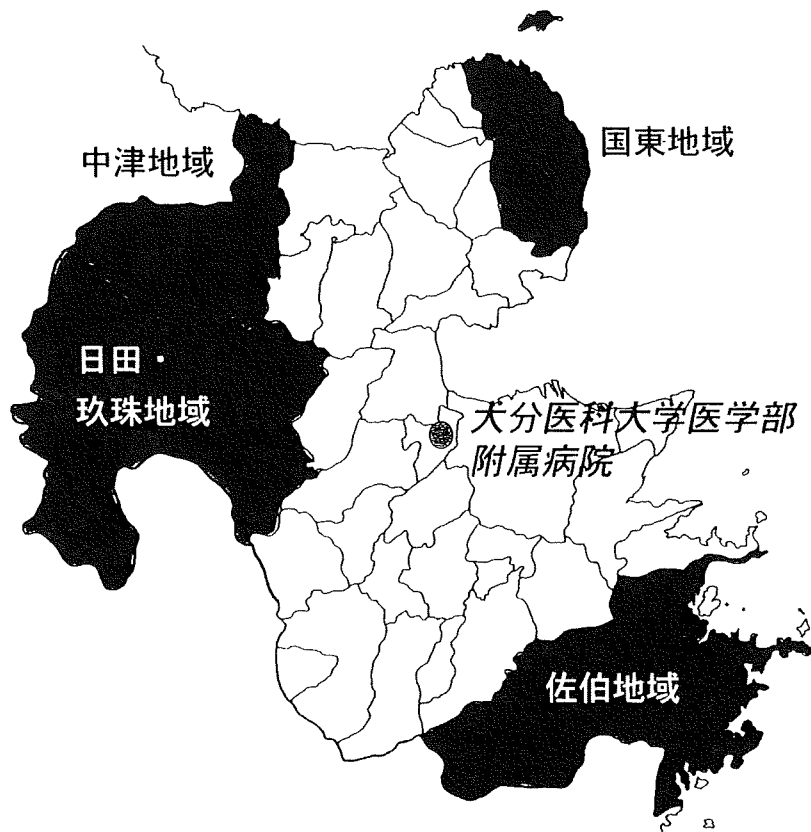 国東地域
中津地域
日田・
玖珠地域
大分医科大学医学部
附属病院
佐伯地域